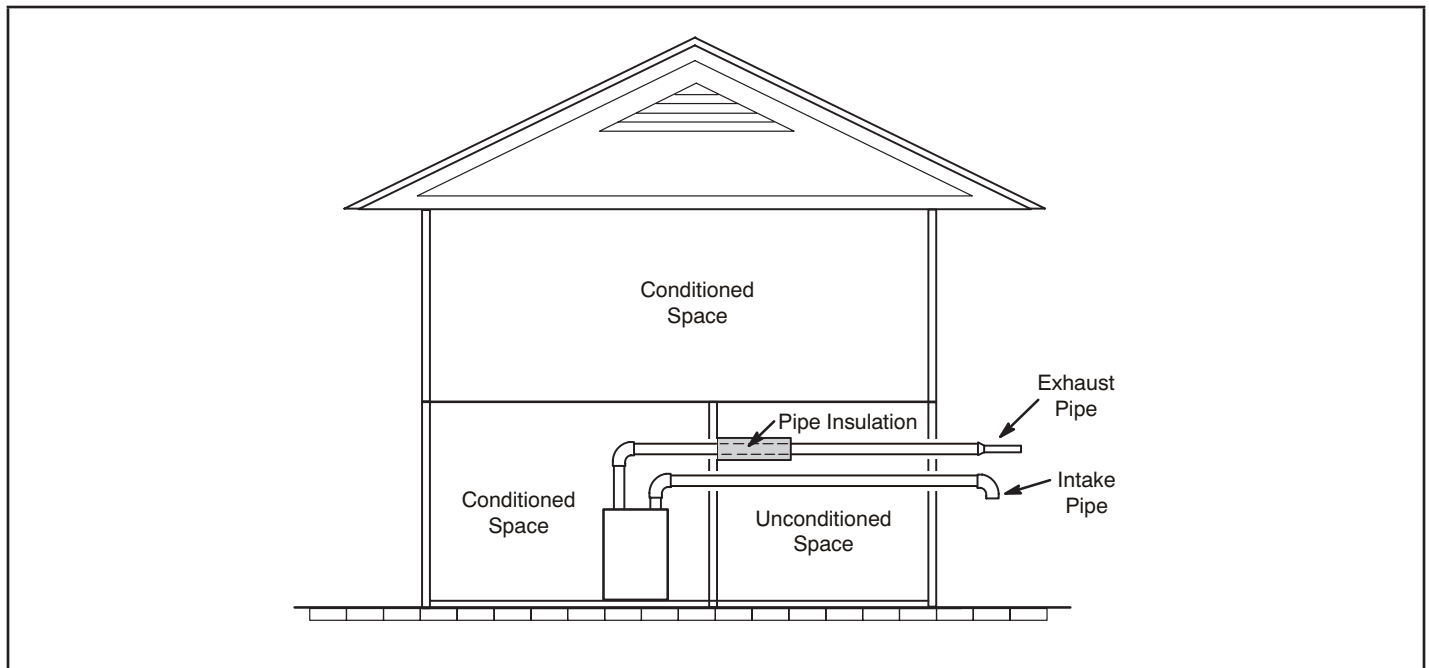 Conditioned
Space
Exhaust
Pipe
Pipe Insulation
Intake
Pipe
Conditioned
Space
Unconditioned
Space